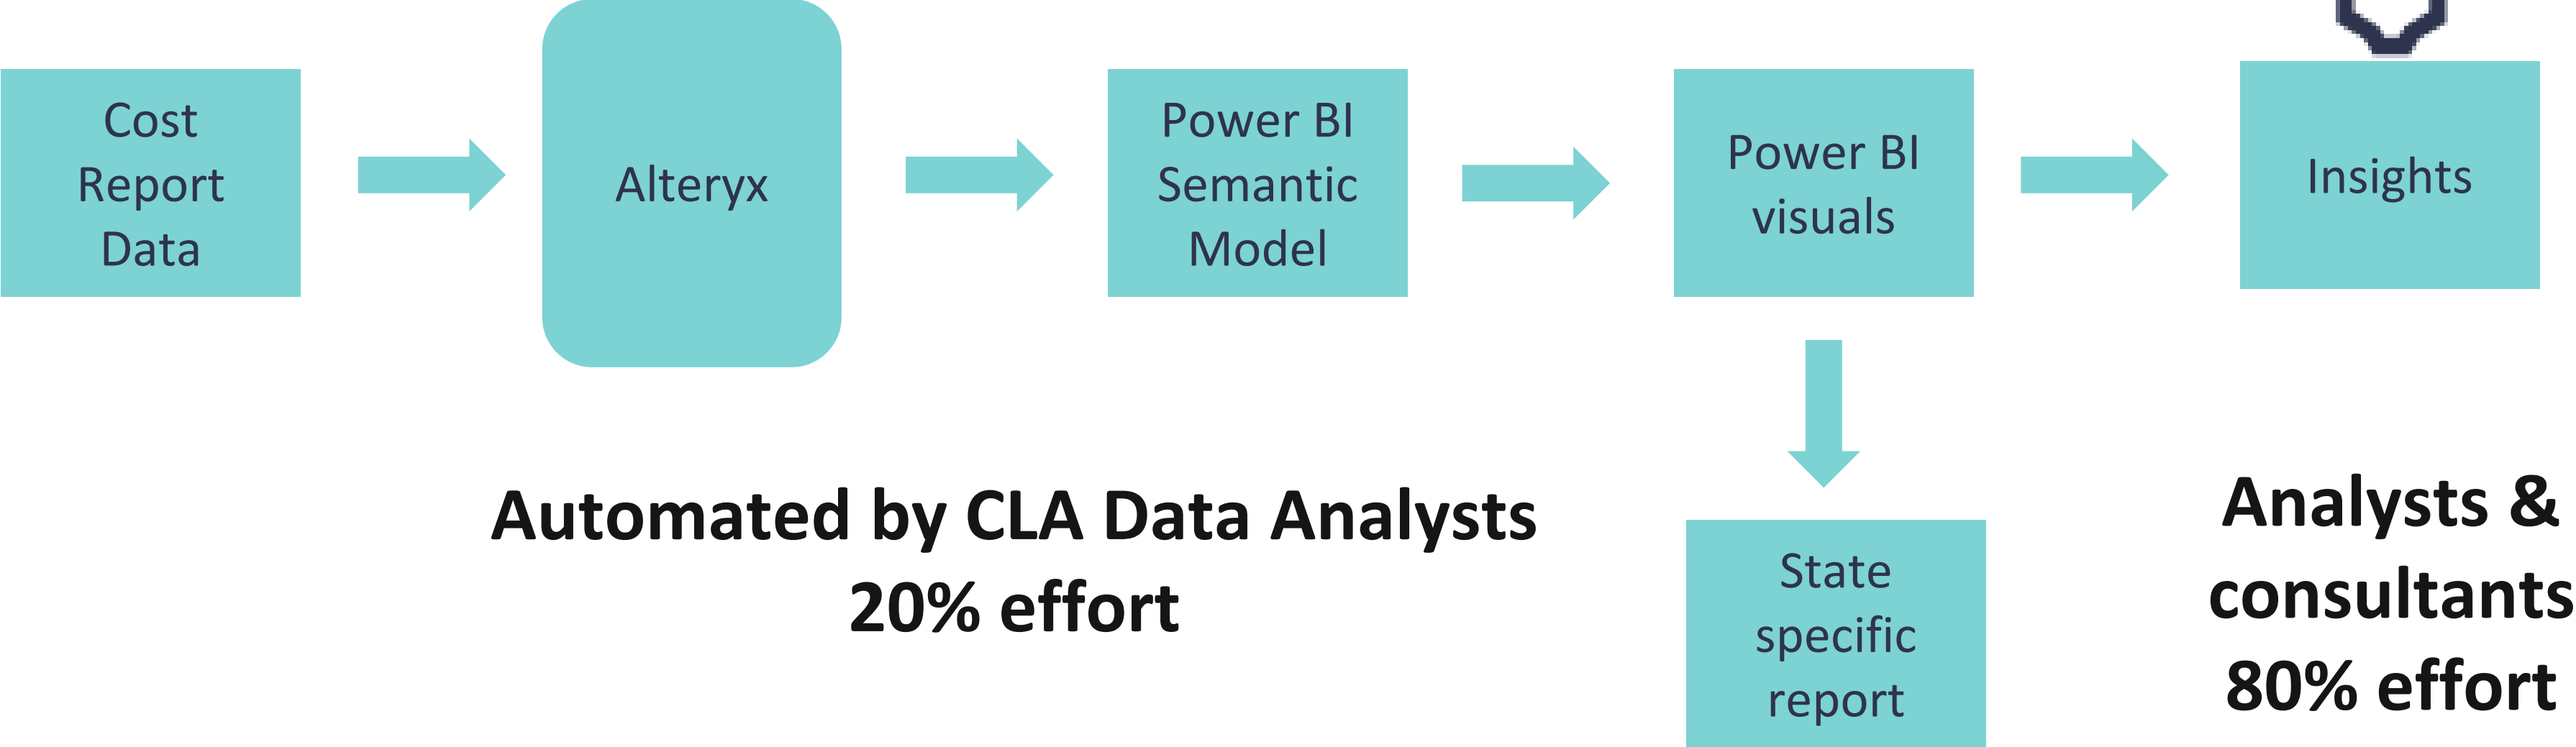 Cost
Report
Data
Alteryx
Power BI
Semantic
Model
Power BI
visuals
Insights
Automated by CLA Data Analysts
20% effort
State
specific
report
Analysts &
consultants
80% effort